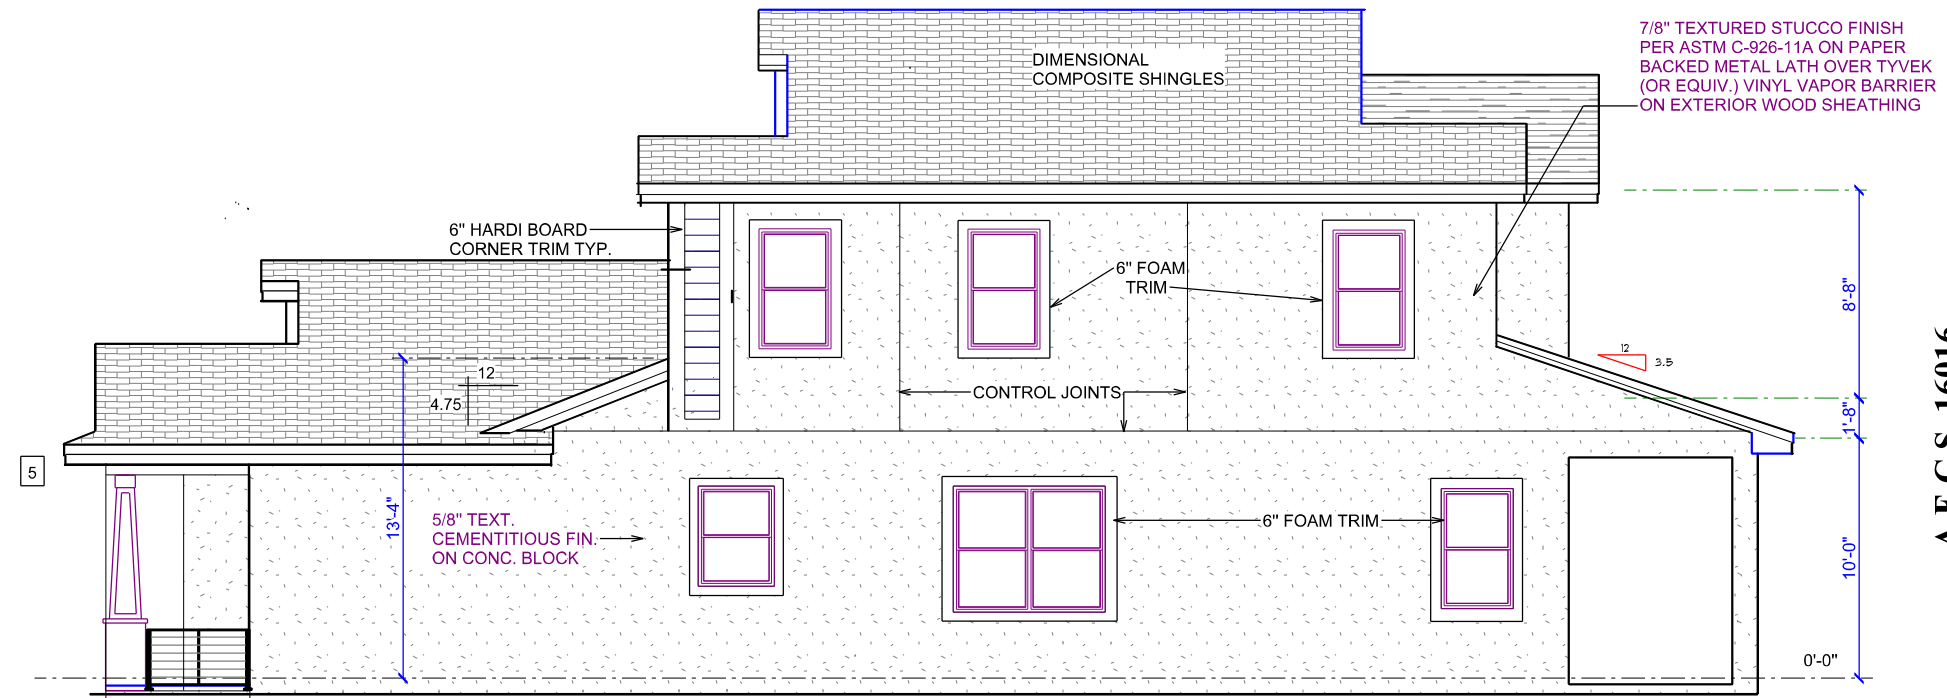 DIMENSIONAL
COMPOSITE SHINGLES
7/8" TEXTURED STUCCO FINISH
PER ASTM C-926-11A ON PAPER
BACKED METAL LATH OVER TYVEK
(OR EQUIV.) VINYL VAPOR BARRIER
ON EXTERIOR WOOD SHEATHING
6" HARDI BOARD
CORNER TRIM TYP.
6" FOAM
TRIM
8'-8"
12
3.5
12
4.75
CONTROL JOINTS
1'-8"
5
13'-4"
5/8" TEXT.
CEMENTITIOUS FIN.
ON CONC. BLOCK
6" FOAM TRIM
10'-0"
0'-0"